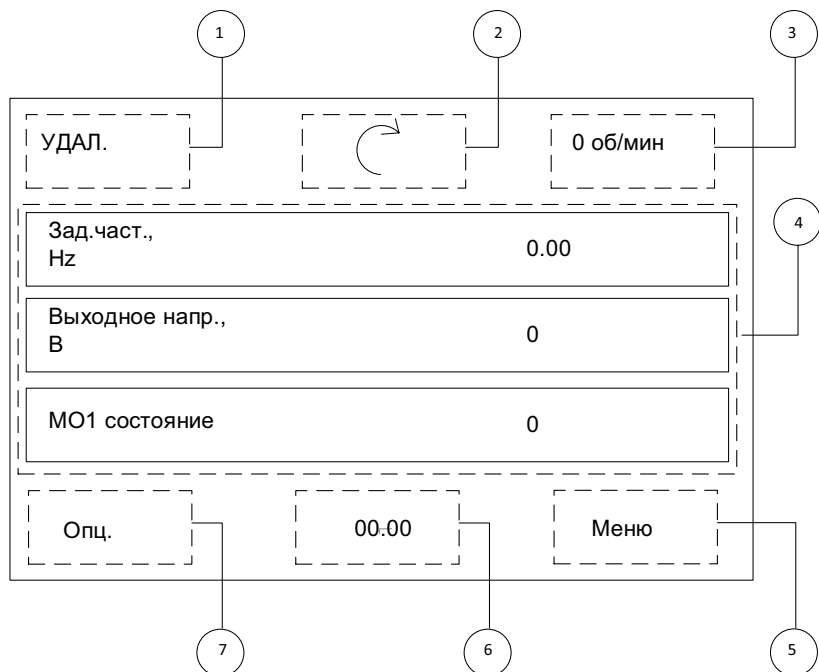 1 2 3
УДАЛ.
0 об/мин
Зад.част.,
Hz
0.00
4
Выходное напр.,
В
0
МО1 состояние
0
Опц.
00.00
Меню
7 6 5